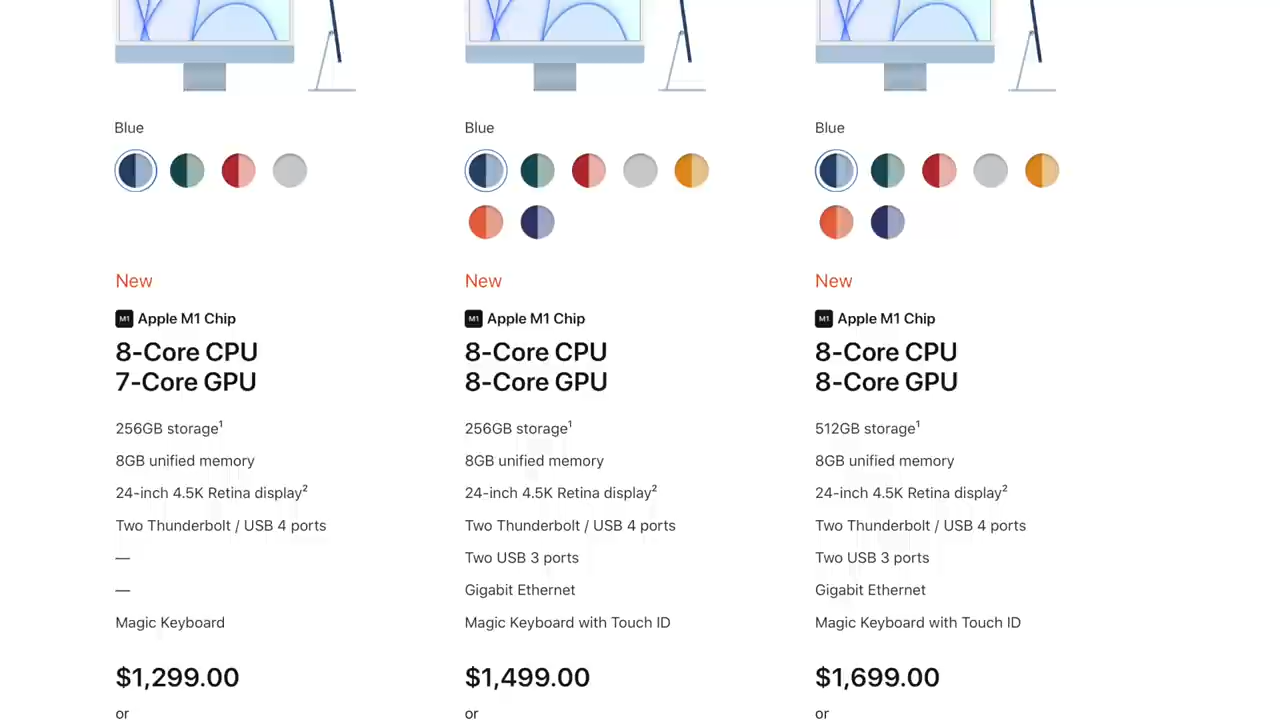 Blue
Blue
Blue
New
New
New
M1 Apple M1 Chip
M1 Apple M1 Chip
M1 Apple M1 Chip
8-Core CPU
7-Core GPU
8-Core CPU
8-Core GPU
8-Core CPU
8-Core GPU
256GB storage¹
256GB storage¹
512GB storage¹
8GB unified memory
8GB unified memory
8GB unified memory
24-inch 4.5K Retina display²
24-inch 4.5K Retina display²
24-inch 4.5K Retina display²
Two Thunderbolt / USB 4 ports
Two Thunderbolt / USB 4 ports
Two Thunderbolt / USB 4 ports
—
Two USB 3 ports
Two USB 3 ports
—
Gigabit Ethernet
Gigabit Ethernet
Magic Keyboard
Magic Keyboard with Touch ID
Magic Keyboard with Touch ID
$1,299.00
$1,499.00
$1,699.00
or
or
or